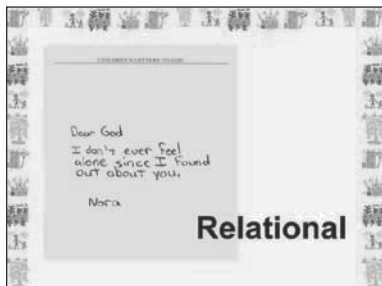 CHILDREN'S LETTERS TO GOD
Dear God
I don't ever feel
alone since I found
out about you.
Nora
Relational